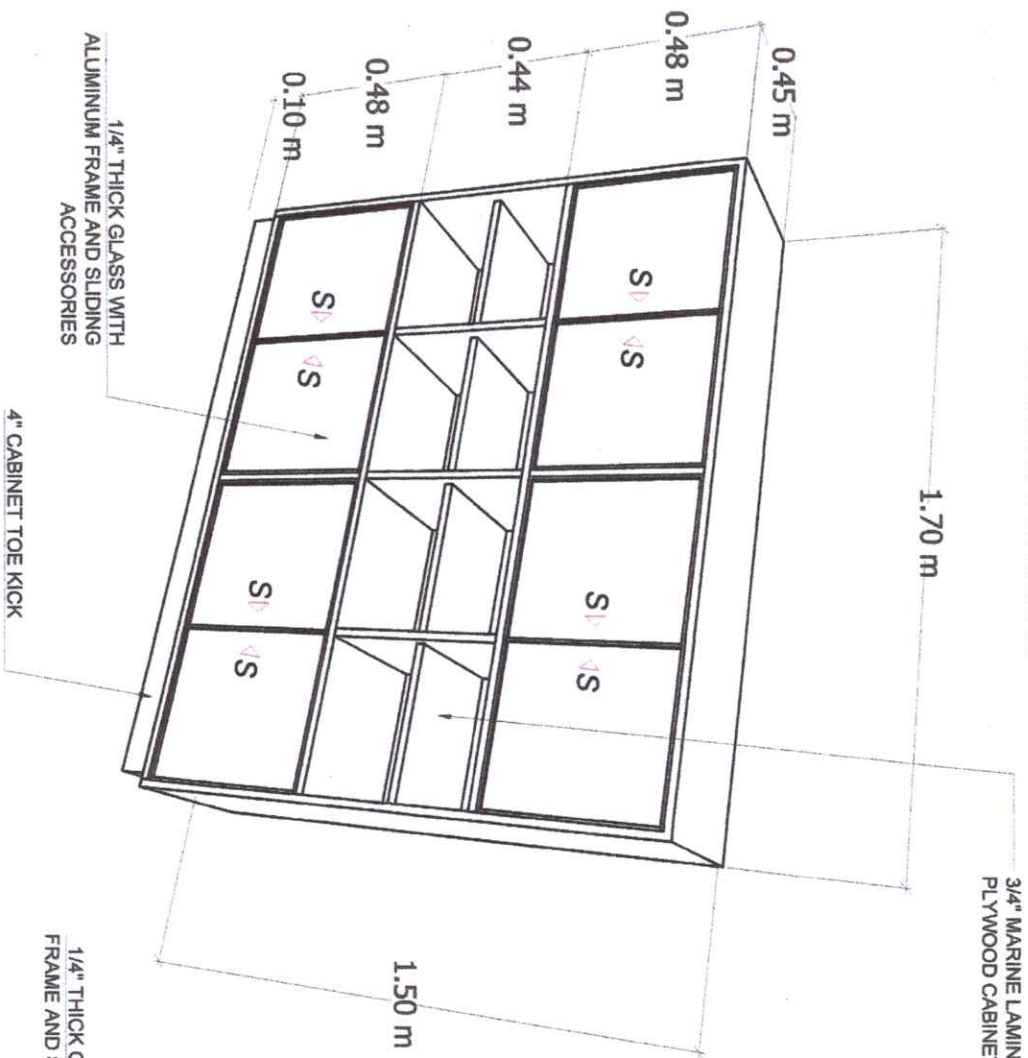 0.45 m
0.48 m
0.44 m
0.48 m
0.10 m
1.70 m
1.50 m
S S
S S
S S
S S
1/4" THICK GLASS WITH
ALUMINUM FRAME AND SLIDING
ACCESSORIES
4" CABINET TOE KICK
3/4" MARINE LAMIN
PLYWOOD CABINE
1/4" THICK
FRAME AND